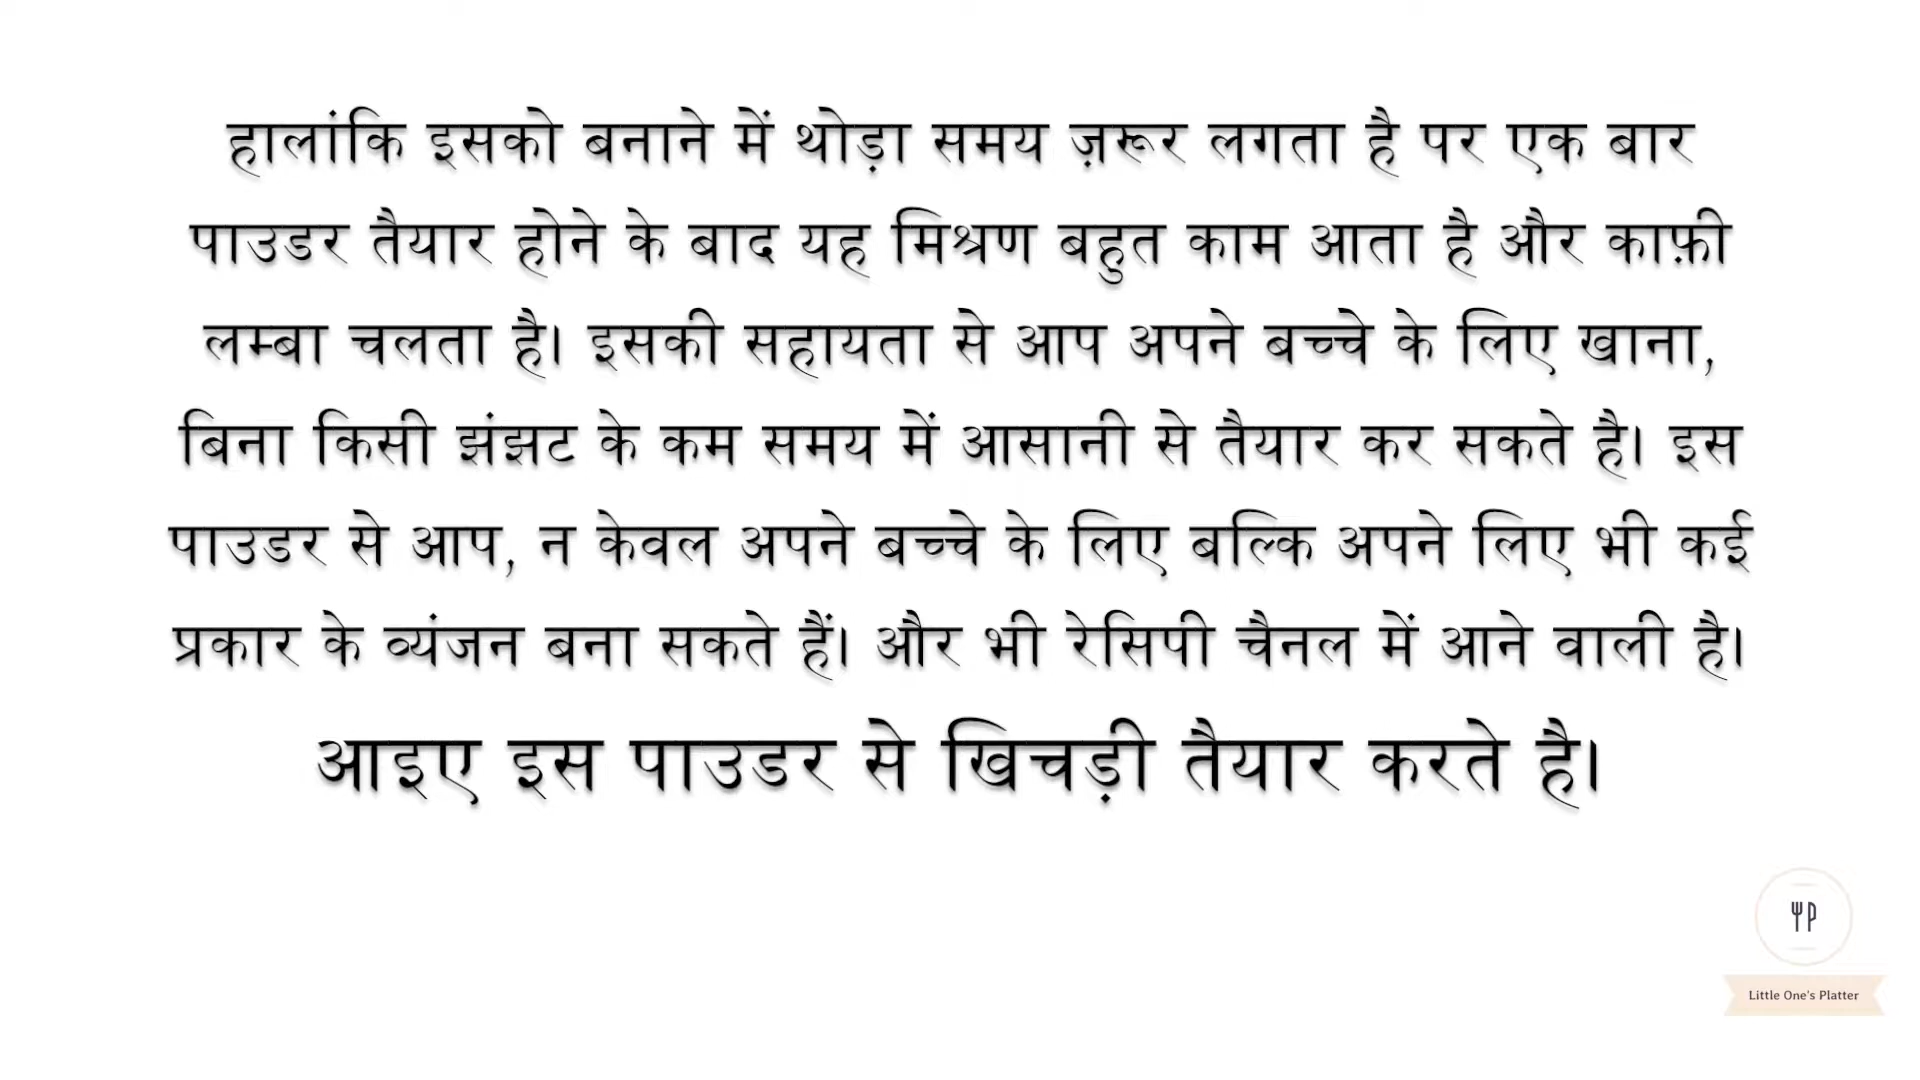 हालांकि इसको बनाने में थोड़ा समय ज़रूर लगता है पर एक बार
पाउडर तैयार होने के बाद यह मिश्रण बहुत काम आता है और काफ़ी
लम्बा चलता है। इसकी सहायता से आप अपने बच्चे के लिए खाना,
बिना किसी झंझट के कम समय में आसानी से तैयार कर सकते है। इस
पाउडर से आप, न केवल अपने बच्चे के लिए बल्कि अपने लिए भी कई
प्रकार के व्यंजन बना सकते हैं। और भी रेसिपी चैनल में आने वाली है।
आइए इस पाउडर से खिचड़ी तैयार करते है।
Little One's Platter